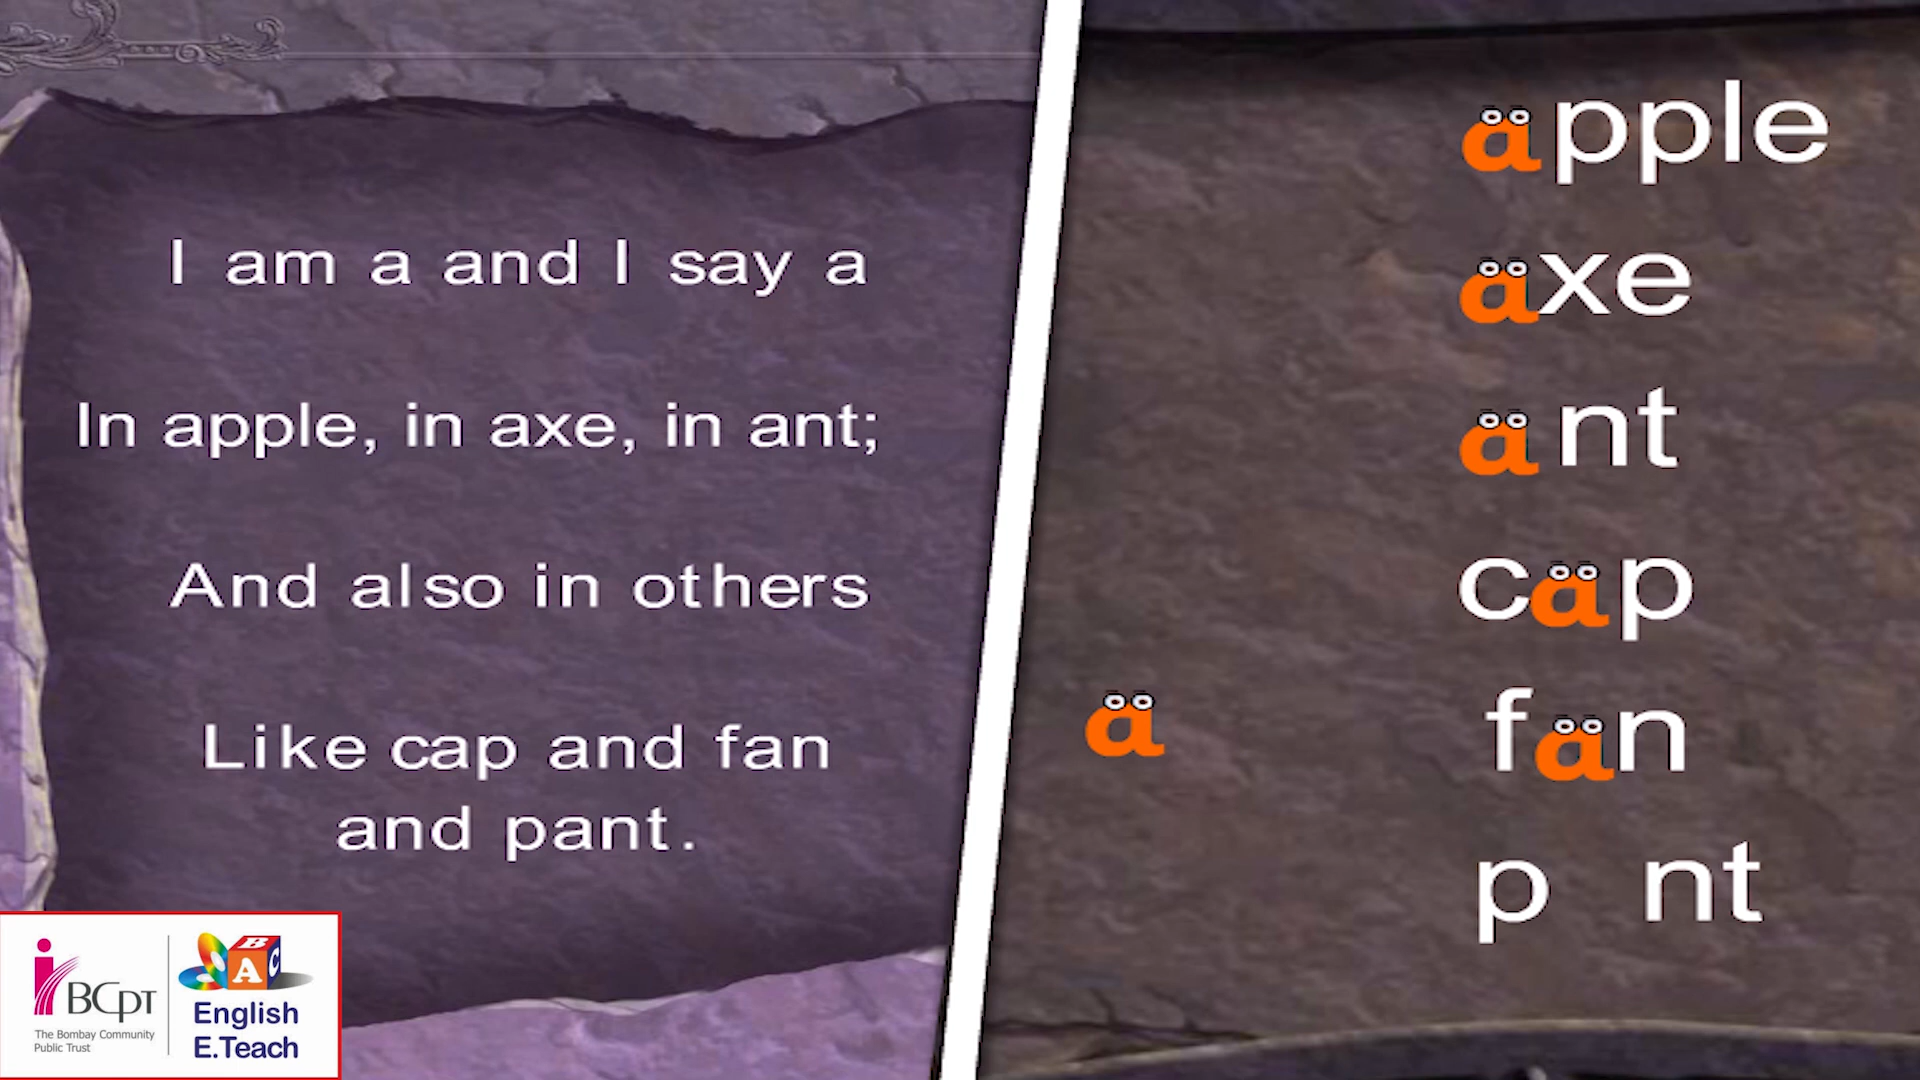 I am a and I say a
In apple, in axe, in ant;
And also in others
Like cap and fan
and pant.
apple
axe
ant
cap
fan
a
p nt
BCPT
The Bombay Community
Public Trust
A B C
English
E.Teach